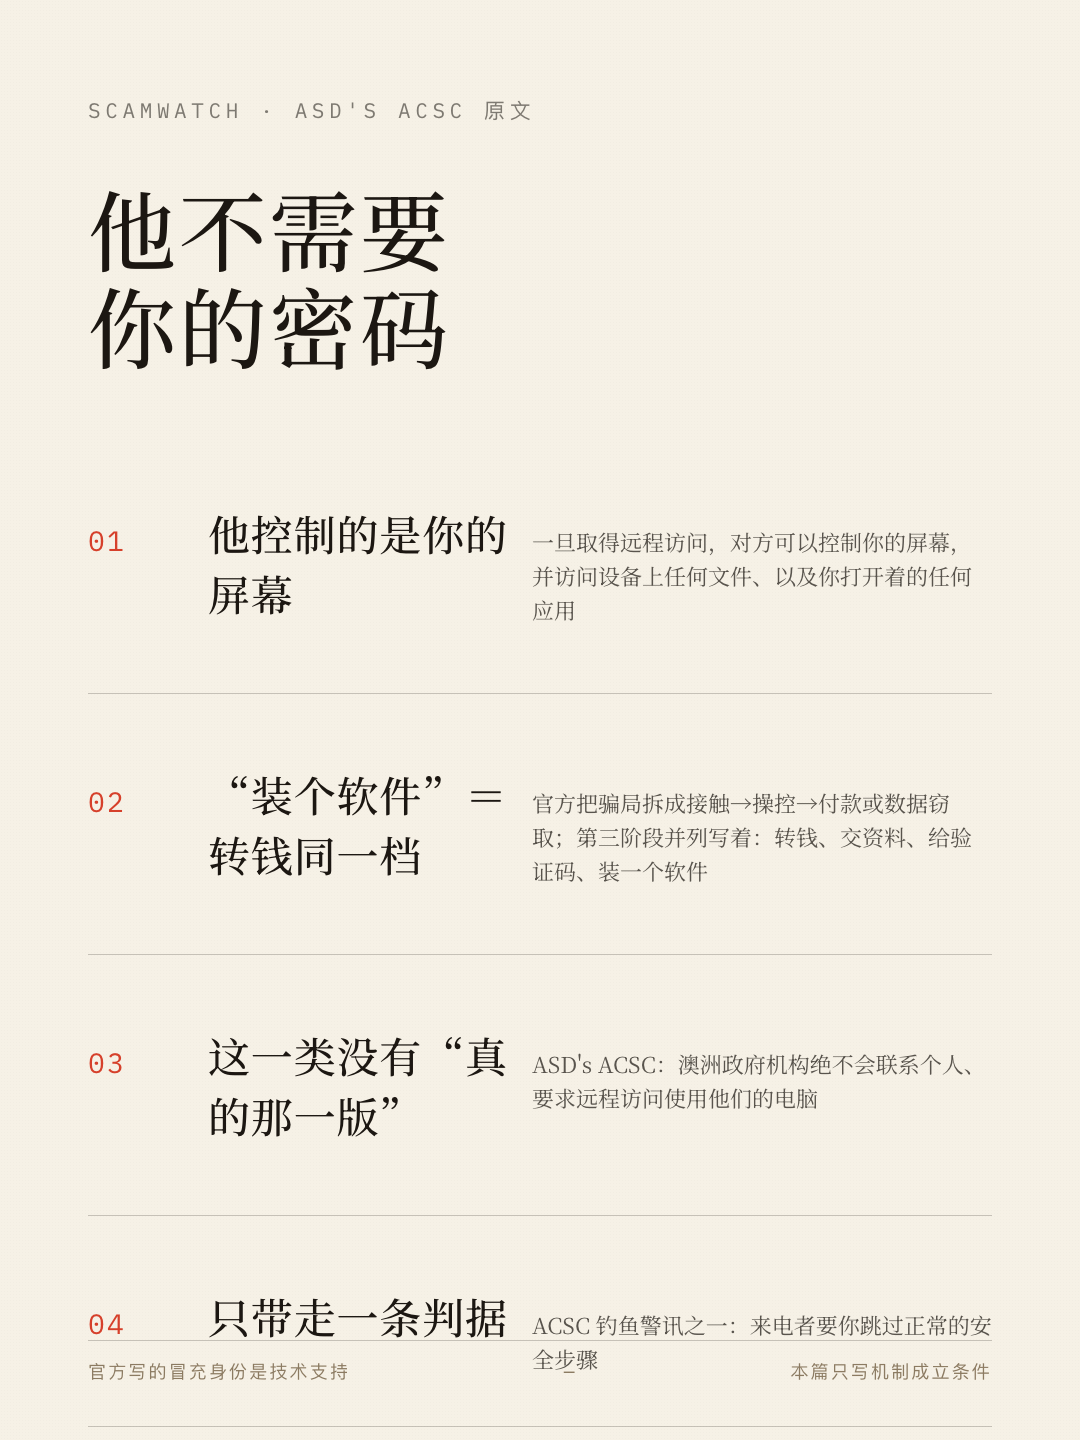 SCAMWATCH · ASD'S ACSC 原文
他不需要
你的密码
01
他控制的是你的
屏幕
一旦取得远程访问，对方可以控制你的屏幕，
并访问设备上任何文件、以及你打开着的任何
应用
02
“装个软件” ＝
转钱同一档
官方把骗局拆成接触→操控→付款或数据窃
取；第三阶段并列写着：转钱、交资料、给验
证码、装一个软件
03
这一类没有“真
的那一版”
ASD's ACSC：澳洲政府机构绝不会联系个人、
要求远程访问使用他们的电脑
04
只带走一条判据
ACSC 钓鱼警讯之一：来电者要你跳过正常的安
全步骤
官方写的冒充身份是技术支持
–
本篇只写机制成立条件